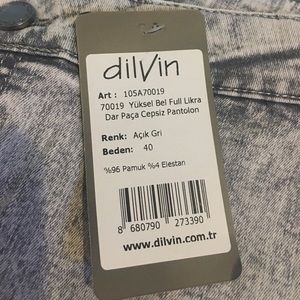 dilvin
Art : 105A70019
70019 Yüksel Bel Full Likra
Dar Paça Cepsiz Pantolon
Renk: Açık Gri
Beden: 40
%96 Pamuk %4 Elestan
8 680790 273390
www.dilvin.com.tr